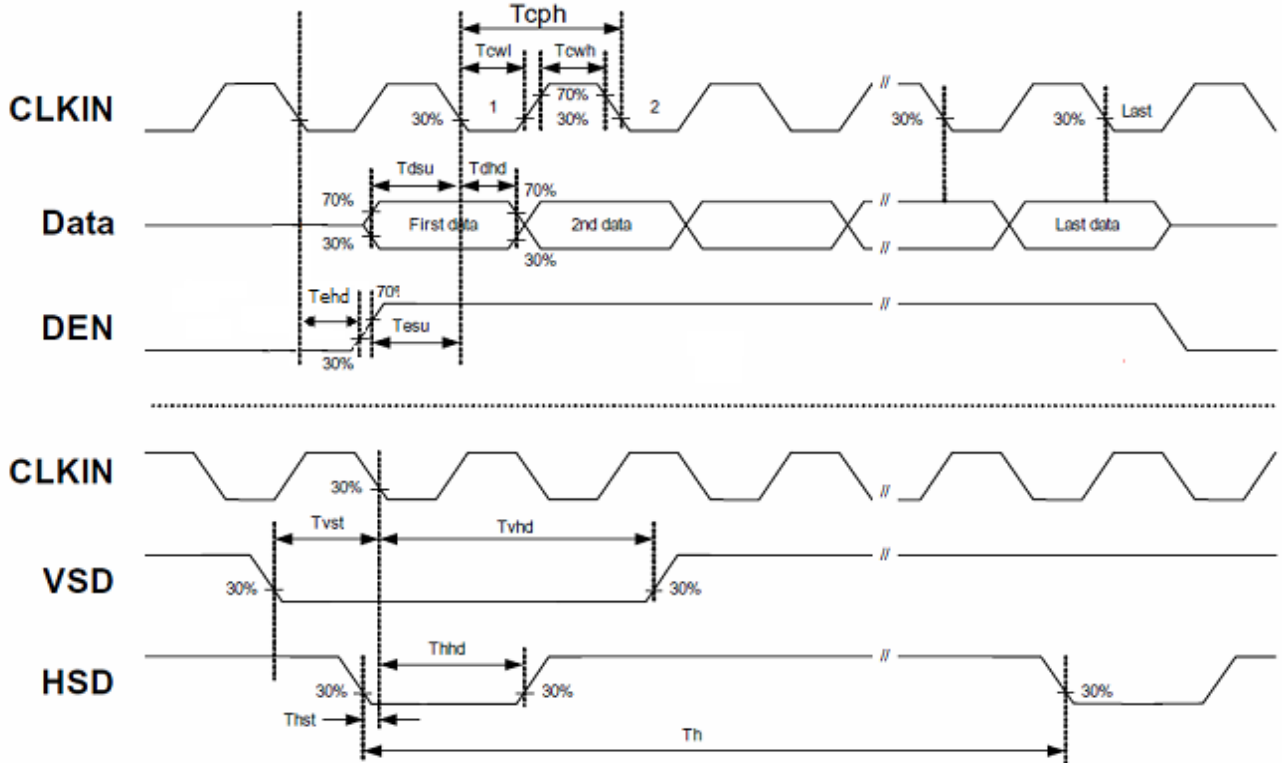 Tcph
Tcwl Tcwh
CLKIN 30% 1 70% 30% 2 // 30% 30% Last
Tdsu Tdhd
70% 70%
Data First data 2nd data // // Last data
30% 30%
Tehd 70%
DEN Tesu //
30%
CLKIN 30% //
Tvst Tvhd
VSD 30% 30% //
Thhd
HSD 30% 30% // 30%
Thst
Th